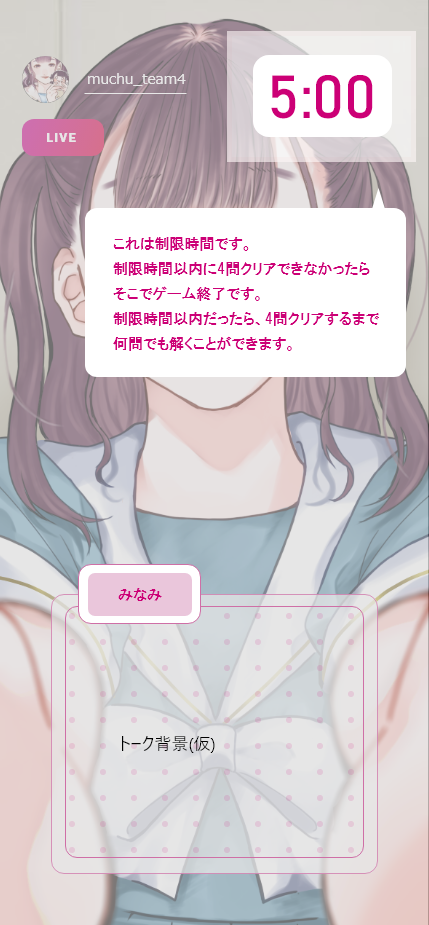 muchu_team4
5:00
LIVE
これは制限時間です。
制限時間以内に4問クリアできなかったら
そこでゲーム終了です。
制限時間以内だったら、4問クリアするまで
何問でも解くことができます。
みなみ
トーク背景(仮)